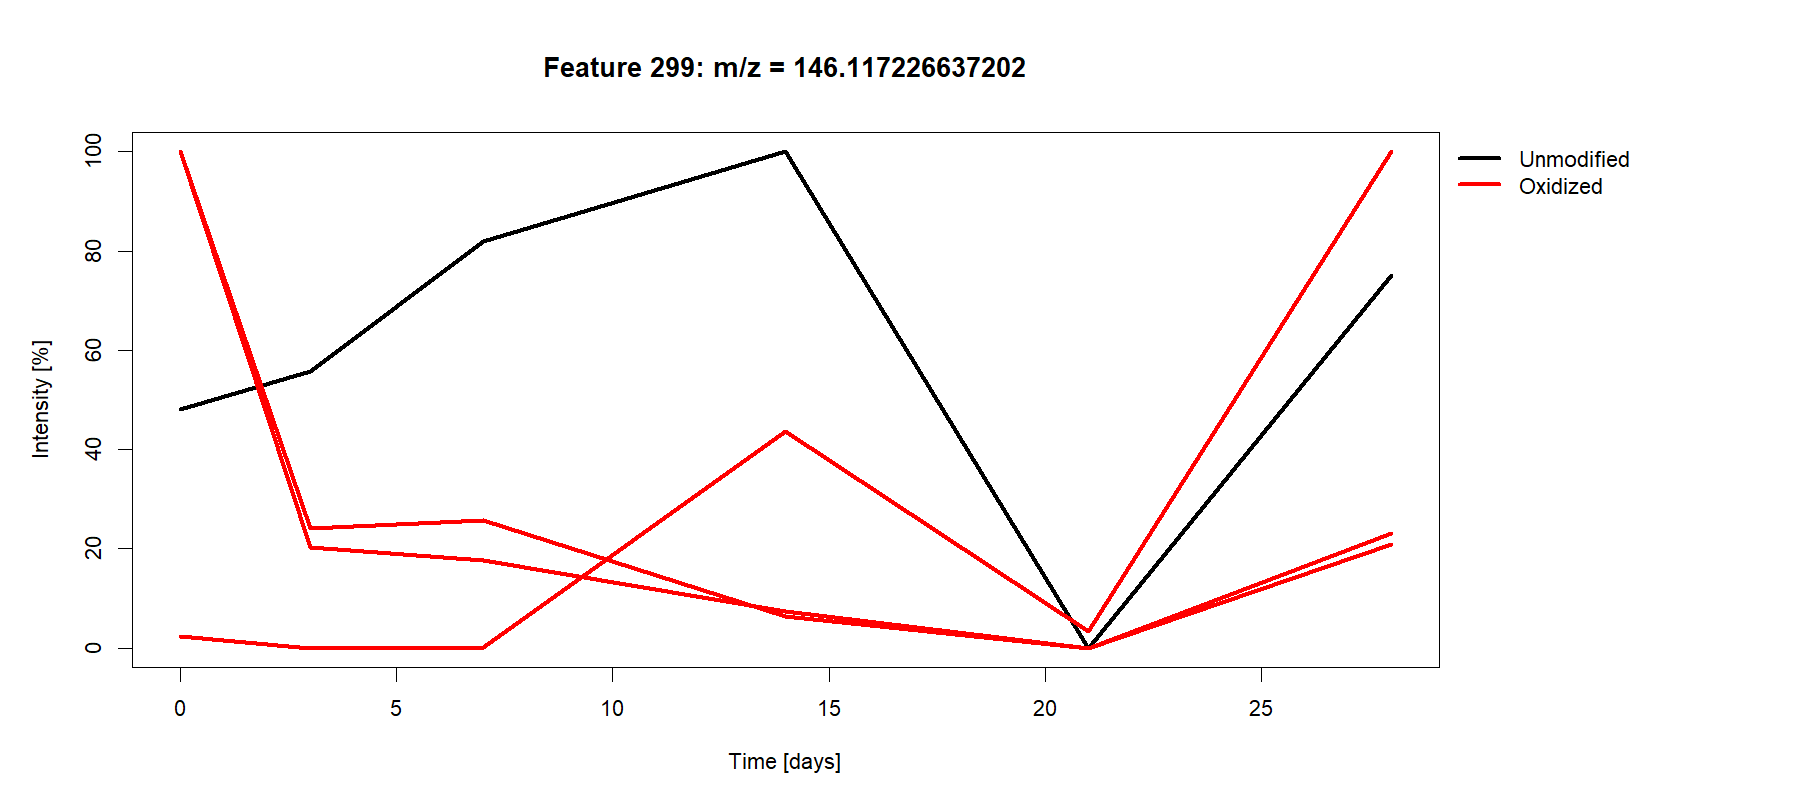 Feature 299: m/z = 146.117226637202
Unmodified
Oxidized
Intensity [%]
100
80
60
40
20
0
0 5 10 15 20 25
Time [days]